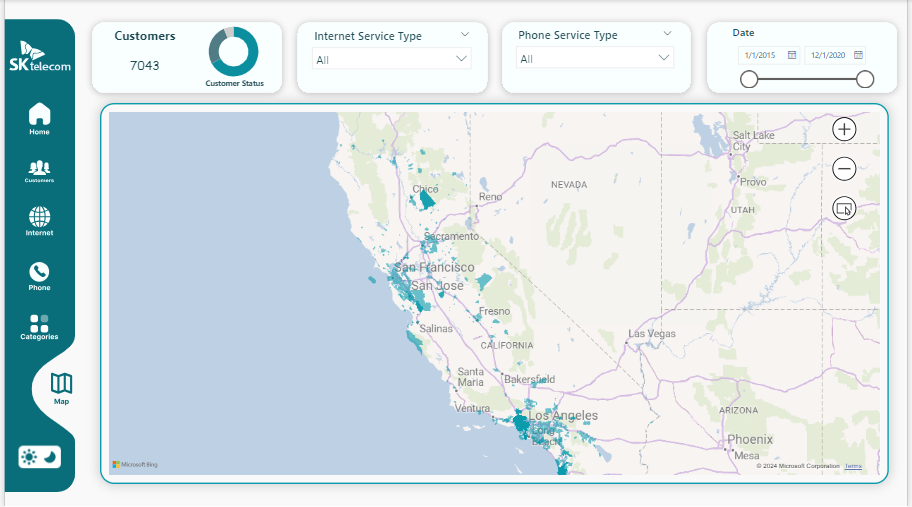 SK telecom
Home
Customers
Internet
Phone
Categories
Map
Customers
7043
Customer Status
Internet Service Type
All
Phone Service Type
All
Date
1/1/2015
12/1/2020
Salt Lake
City
Provo
UTAH
NEVADA
Reno
Chico
Sacramento
San Francisco
San Jose
Fresno
Salinas
CALIFORNIA
Las Vegas
Santa
Maria
Bakersfield
Ventura
Los Angeles
Long
Beach
ARIZONA
Phoenix
Mesa
Microsoft Bing
© 2024 Microsoft Corporation Terms